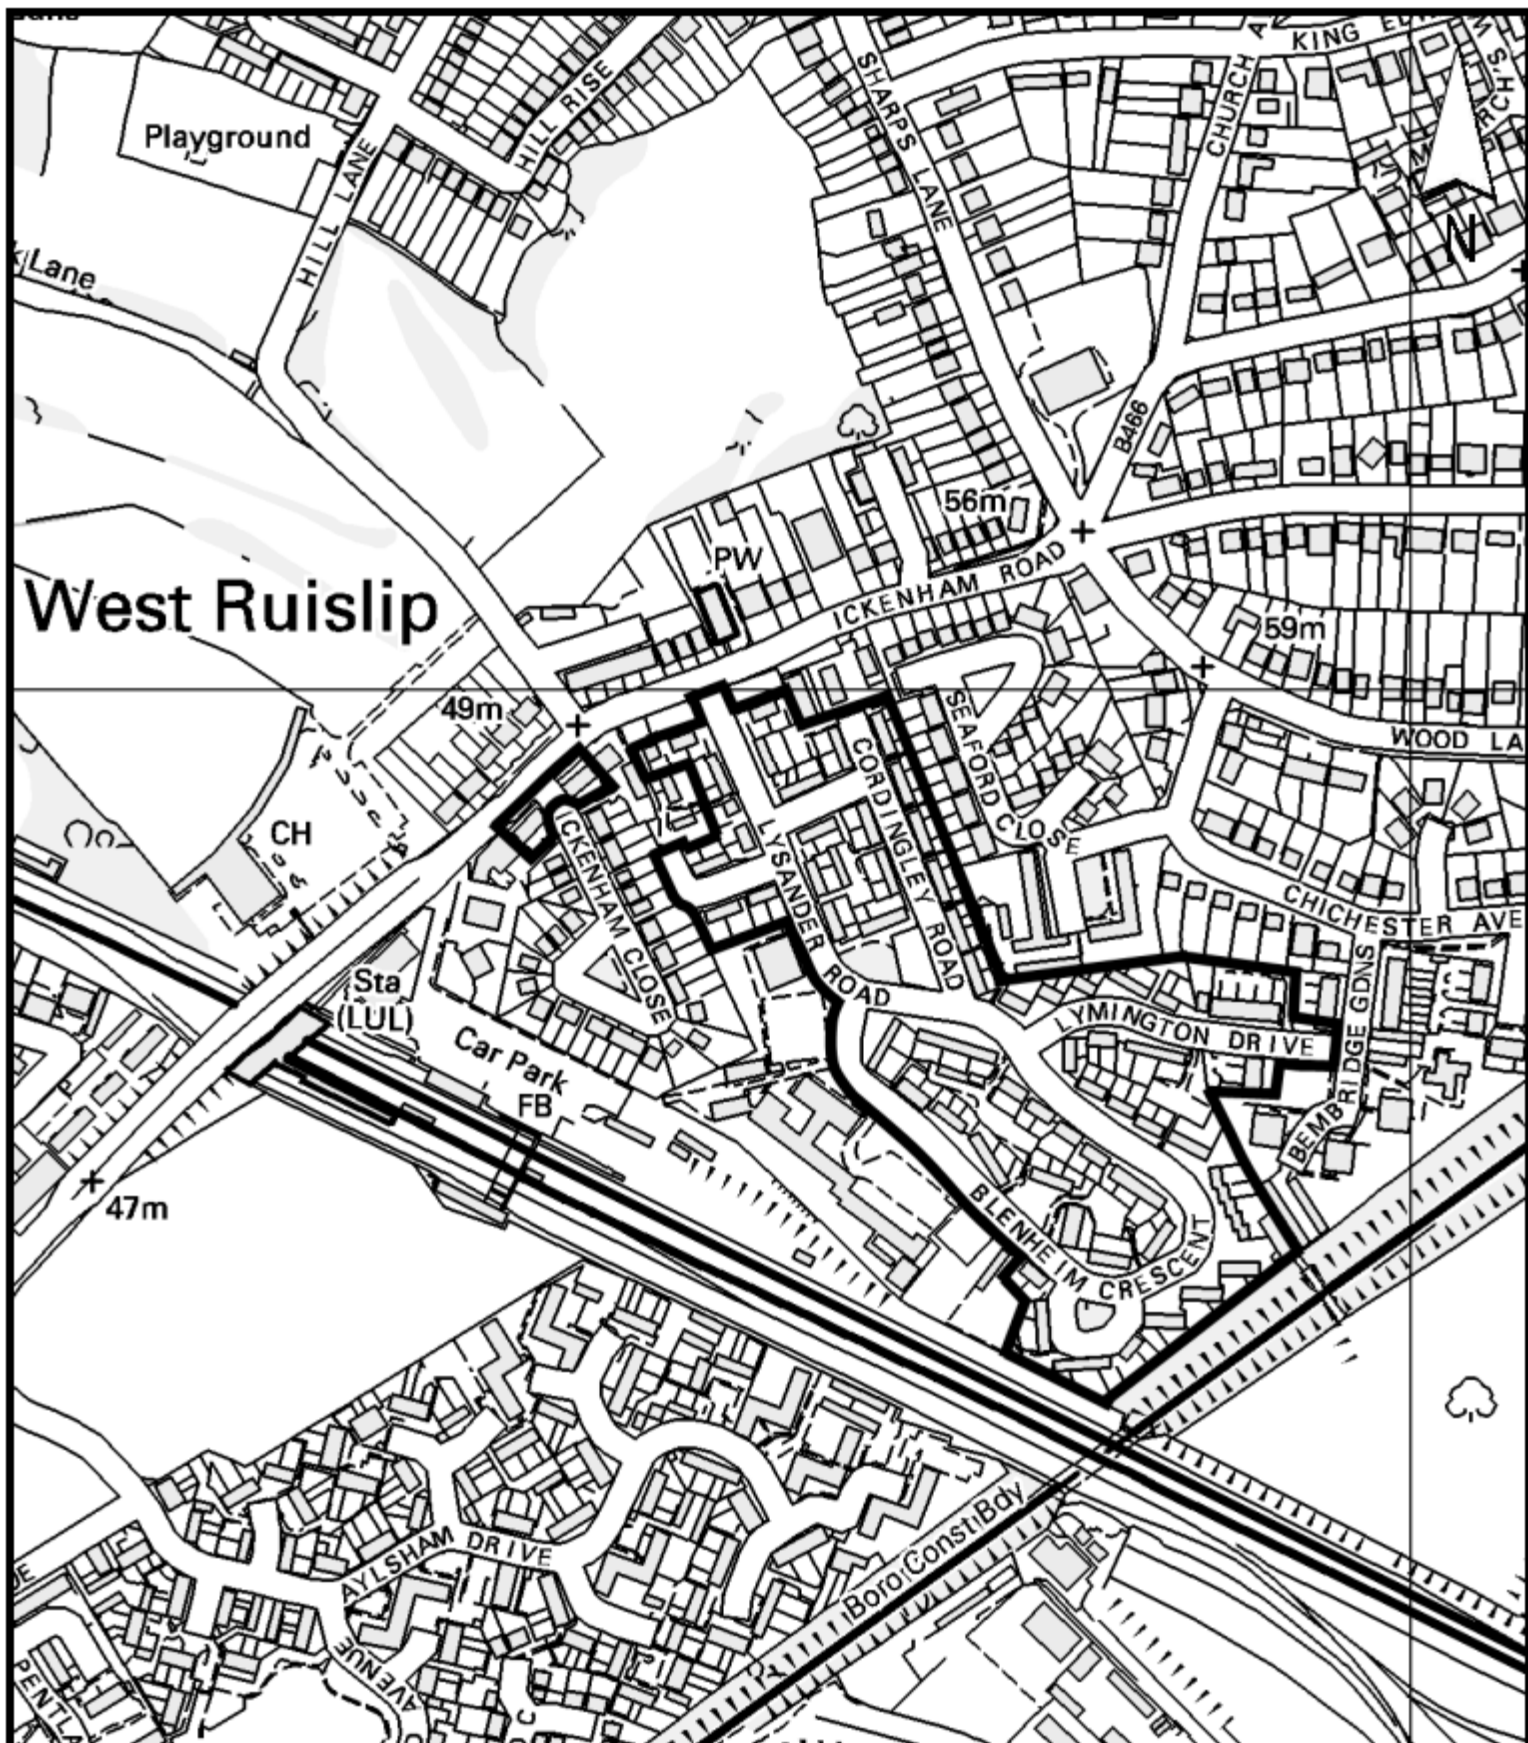 KING
CHURCH
SHARPS LANE
HILL RISE
Playground
HILL LANE
N
Lane
B466
56m
PW
ICKENHAM ROAD
West Ruislip
59m
49m
SEAFORD CLOSE
WOOD LA
CORDINGLEY ROAD
CH
ICKENHAM CLOSE
LYSANDER ROAD
CHICHESTER AVE
Sta
(LUL)
LYMINGTON DRIVE
BEMBRIDGE GDNS
Car Park
FB
47m
BLENHEIM CRESCENT
Boro Const Bdy
AYLSHAM DRIVE
AVENUE
PENTLA